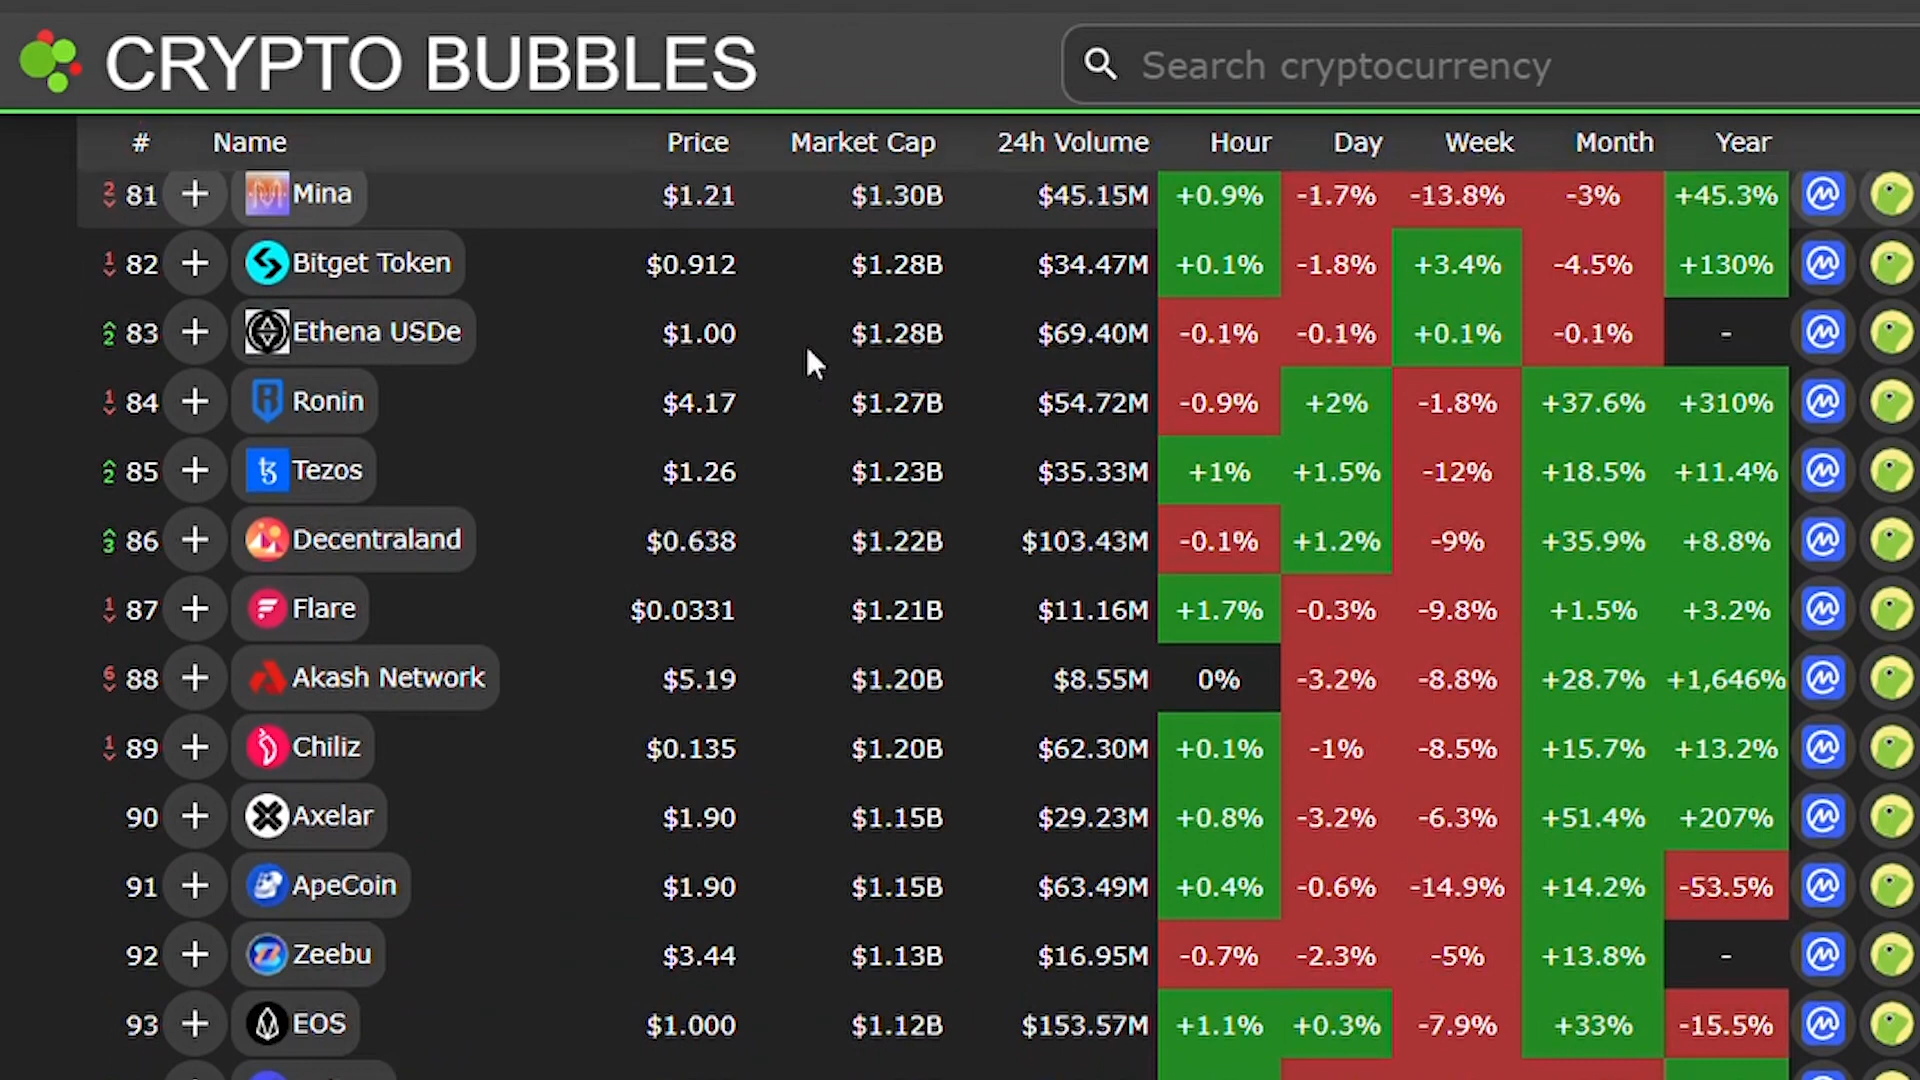 CRYPTO BUBBLES Search cryptocurrency
# Name Price Market Cap 24h Volume Hour Day Week Month Year
2 81 + Mina $1.21 $1.30B $45.15M +0.9% -1.7% -13.8% -3% +45.3%
1 82 + Bitget Token $0.912 $1.28B $34.47M +0.1% -1.8% +3.4% -4.5% +130%
2 83 + Ethena USDe $1.00 $1.28B $69.40M -0.1% -0.1% +0.1% -0.1% -
1 84 + Ronin $4.17 $1.27B $54.72M -0.9% +2% -1.8% +37.6% +310%
2 85 + Tezos $1.26 $1.23B $35.33M +1% +1.5% -12% +18.5% +11.4%
3 86 + Decentraland $0.638 $1.22B $103.43M -0.1% +1.2% -9% +35.9% +8.8%
1 87 + Flare $0.0331 $1.21B $11.16M +1.7% -0.3% -9.8% +1.5% +3.2%
6 88 + Akash Network $5.19 $1.20B $8.55M 0% -3.2% -8.8% +28.7% +1,646%
1 89 + Chiliz $0.135 $1.20B $62.30M +0.1% -1% -8.5% +15.7% +13.2%
90 + Axelar $1.90 $1.15B $29.23M +0.8% -3.2% -6.3% +51.4% +207%
91 + ApeCoin $1.90 $1.15B $63.49M +0.4% -0.6% -14.9% +14.2% -53.5%
92 + Zeebu $3.44 $1.13B $16.95M -0.7% -2.3% -5% +13.8% -
93 + EOS $1.000 $1.12B $153.57M +1.1% +0.3% -7.9% +33% -15.5%